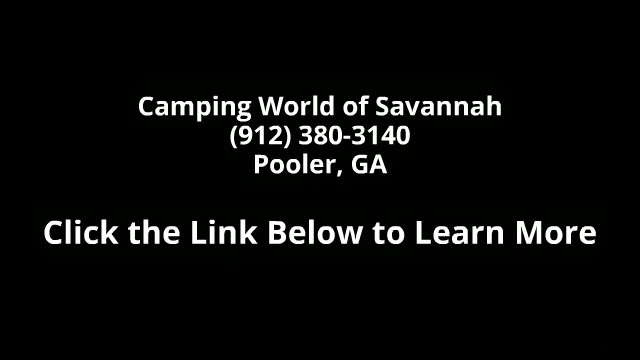 Camping World of Savannah
(912) 380-3140
Pooler, GA
Click the Link Below to Learn More